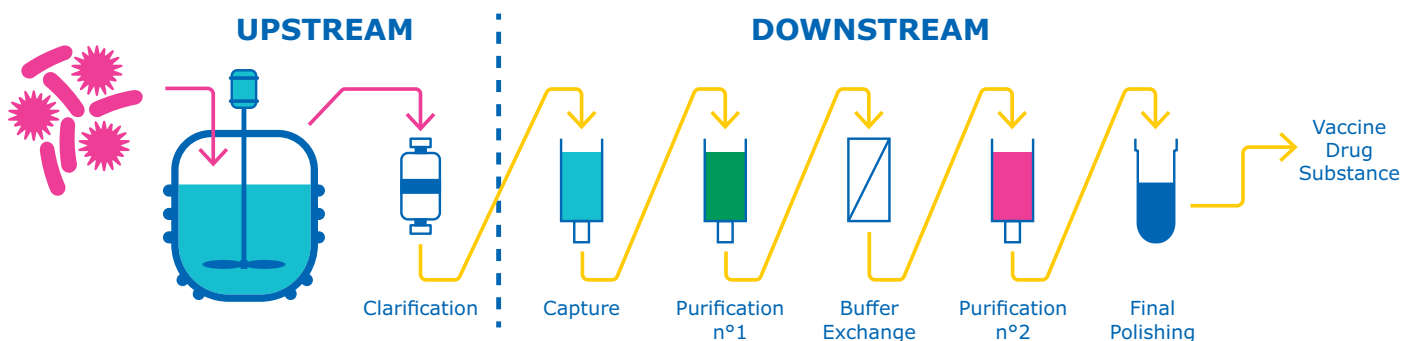 UPSTREAM
DOWNSTREAM
Vaccine
Drug
Substance
Clarification
Capture
Purification
n°1
Buffer
Exchange
Purification
n°2
Final
Polishing